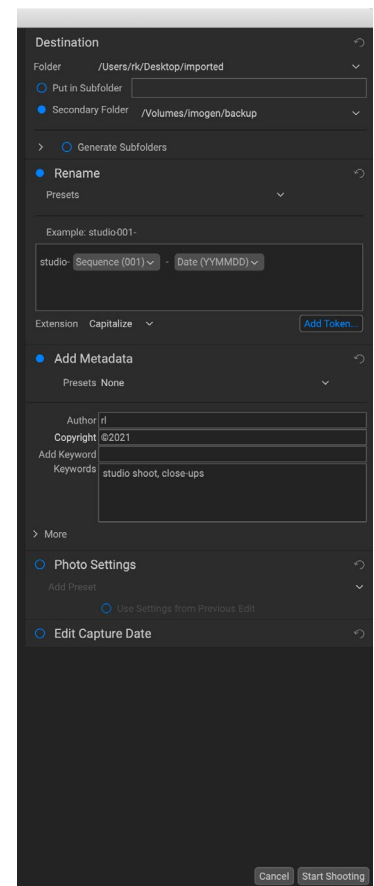 Destination
Folder /Users/rk/Desktop/imported
Put in Subfolder
Secondary Folder /Volumes/imogen/backup
Generate Subfolders
Rename
Presets
Example: studio-001-
studio- Sequence (001) - Date (YYMMDD)
Extension Capitalize Add Token...
Add Metadata
Presets None
Author rl
Copyright ©2021
Add Keyword
Keywords studio shoot, close-ups
More
Photo Settings
Add Preset
Use Settings from Previous Edit
Edit Capture Date
Cancel Start Shooting